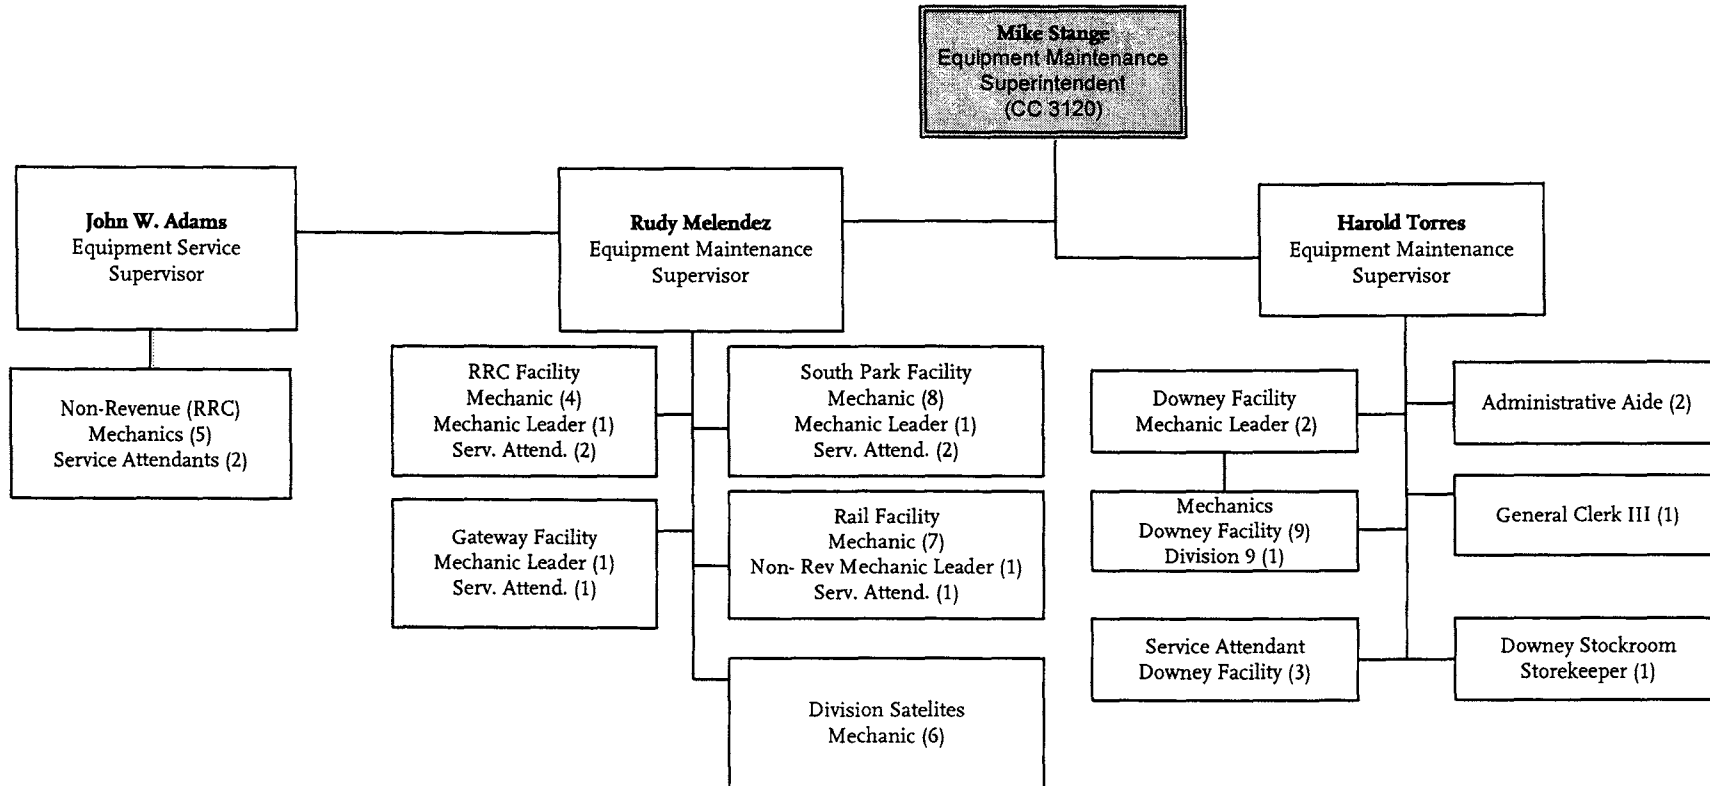 Mike Stange
Equipment Maintenance
Superintendent
(CC 3120)
John W. Adams
Equipment Service
Supervisor
Rudy Melendez
Equipment Maintenance
Supervisor
Harold Torres
Equipment Maintenance
Supervisor
Non-Revenue (RRC)
Mechanics (5)
Service Attendants (2)
RRC Facility
Mechanic (4)
Mechanic Leader (1)
Serv. Attend. (2)
South Park Facility
Mechanic (8)
Mechanic Leader (1)
Serv. Attend. (2)
Gateway Facility
Mechanic Leader (1)
Serv. Attend. (1)
Rail Facility
Mechanic (7)
Non- Rev Mechanic Leader (1)
Serv. Attend. (1)
Division Satelites
Mechanic (6)
Downey Facility
Mechanic Leader (2)
Administrative Aide (2)
Mechanics
Downey Facility (9)
Division 9 (1)
General Clerk III (1)
Service Attendant
Downey Facility (3)
Downey Stockroom
Storekeeper (1)